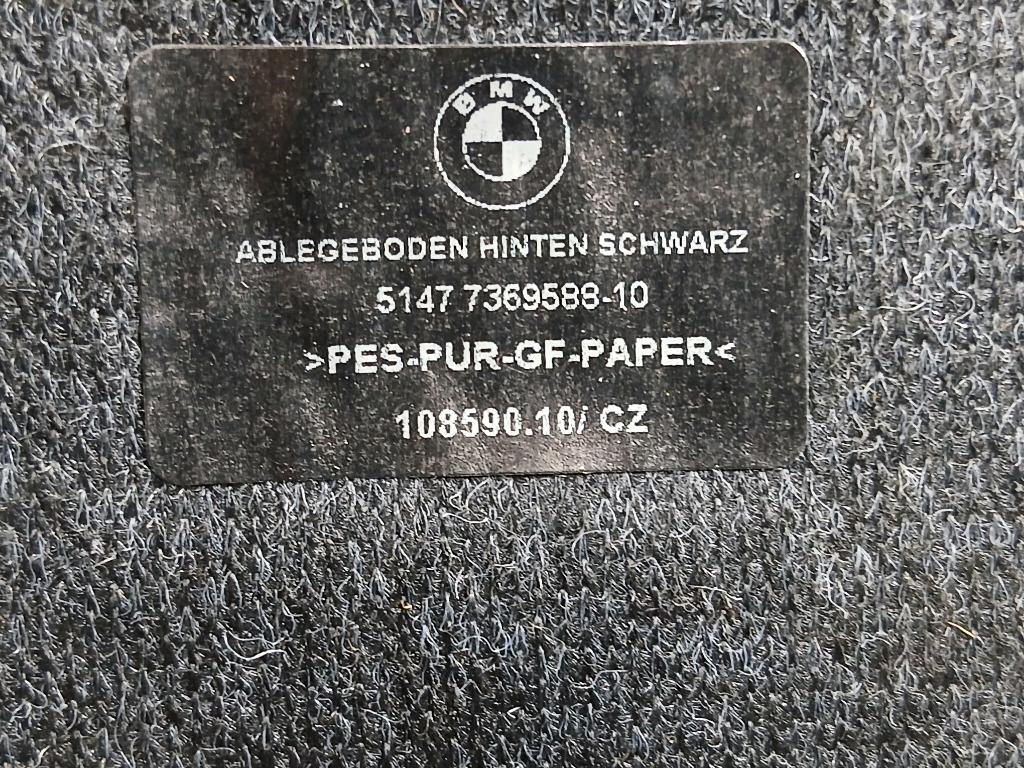 BMW
ABLEGEBODEN HINTEN SCHWARZ
5147 7369588-10
>PES-PUR-GF-PAPER<
108590.10/ CZ